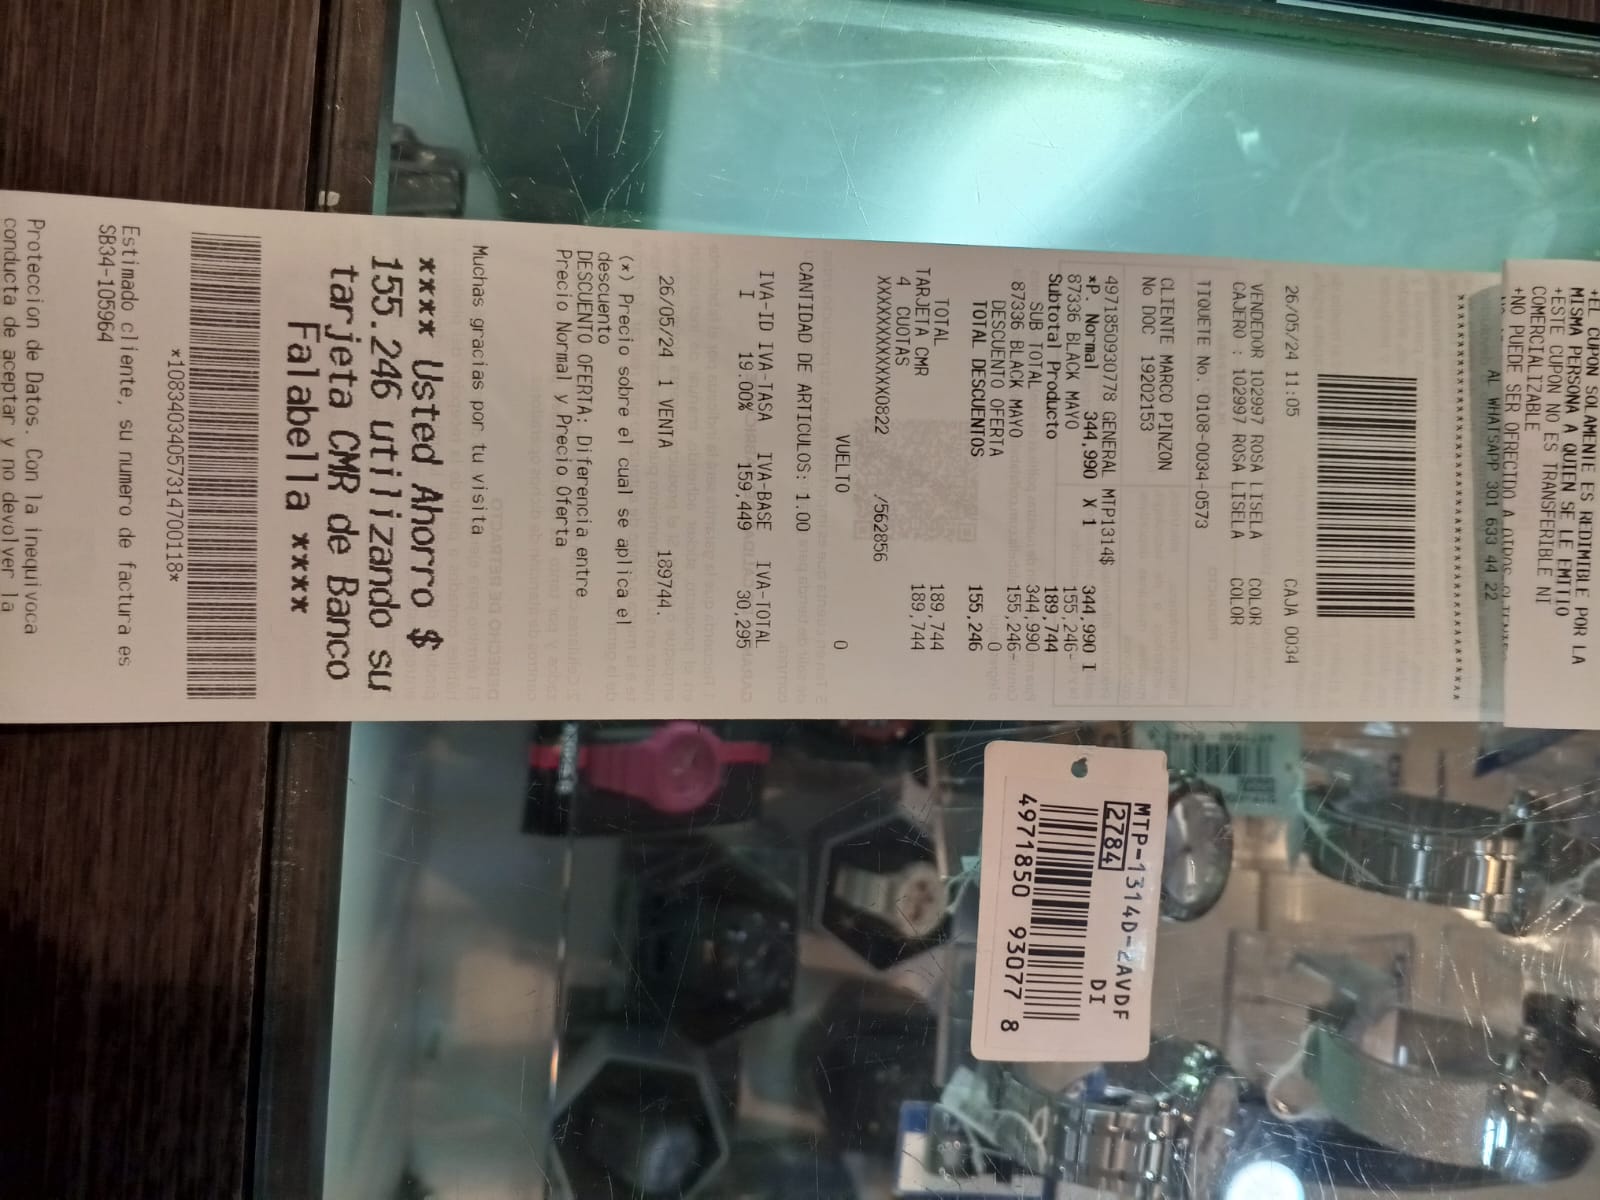 +EL CUPON SOLAMENTE ES REDIMIBLE POR LA
MISMA PERSONA A QUIEN SE LE EMITIO
+ESTE CUPON NO ES TRANSFERIBLE NI
COMERCIALIZABLE
+NO PUEDE SER OFRECIDO A OTROS CLIENTES
AL WHATSAPP 301 633 44 22
26/05/24 11:05 CAJA 0034
VENDEDOR 102997 ROSA LISELA COLOR
CAJERO : 102997 ROSA LISELA COLOR
TIQUETE No. 0108-0034-0573
CLIENTE MARCO PINZON
No DOC 19202153
4971850930778 GENERAL MTP1314$ 344,990 I
*P. Normal 344.990 X 1
87336 BLACK MAYO 155,246-
Subtotal Producto 189,744
SUB TOTAL 344,990
87336 BLACK MAYO 155,246-
DESCUENTO OFERTA 0
TOTAL DESCUENTOS 155,246
TOTAL 189,744
TARJETA CMR 189,744
4 CUOTAS
XXXXXXXXXXXX0822 /562856
VUELTO 0
CANTIDAD DE ARTICULOS: 1.00
IVA-ID IVA-TASA IVA-BASE IVA-TOTAL
I 19.00% 159,449 30,295
26/05/24 1 VENTA 189744.
(*) Precio sobre el cual se aplica el
descuento
DESCUENTO OFERTA: Diferencia entre
Precio Normal y Precio Oferta
Muchas gracias por tu visita
**** Usted Ahorro $
155.246 utilizando su
tarjeta CMR de Banco
Falabella ****
*10834034057314700118*
Estimado cliente, su numero de factura es
SB34-105964
Proteccion de Datos. Con la inequivoca
conducta de aceptar y no devolver la
MTP-1314D-2AVDF
2784 DI
4971850 93077 8